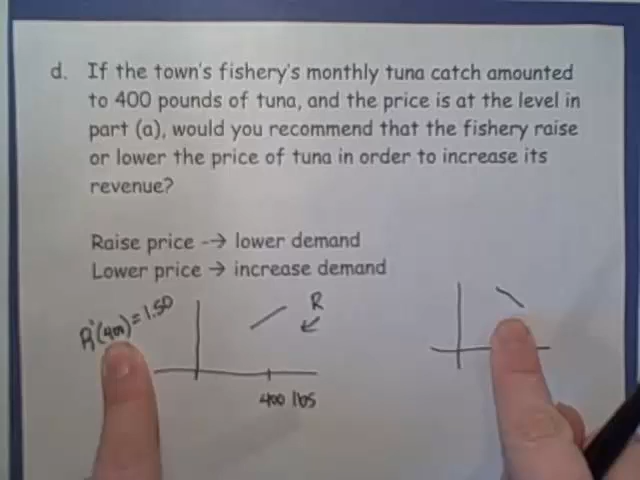 d. If the town's fishery's monthly tuna catch amounted
to 400 pounds of tuna, and the price is at the level in
part (a), would you recommend that the fishery raise
or lower the price of tuna in order to increase its
revenue?
Raise price --→ lower demand
Lower price → increase demand
R'(400)=1.50
R
400 lbs